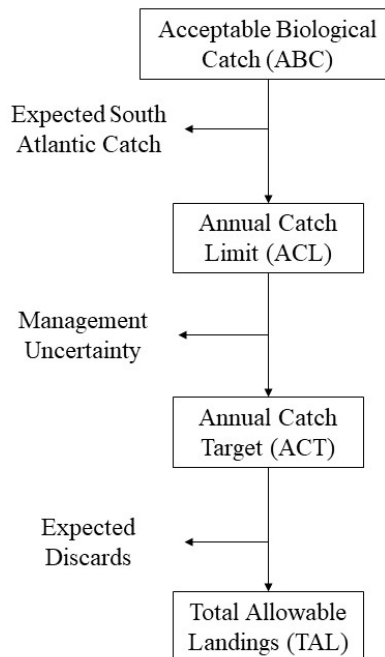 Acceptable Biological
Catch (ABC)
Expected South
Atlantic Catch
Annual Catch
Limit (ACL)
Management
Uncertainty
Annual Catch
Target (ACT)
Expected
Discards
Total Allowable
Landings (TAL)